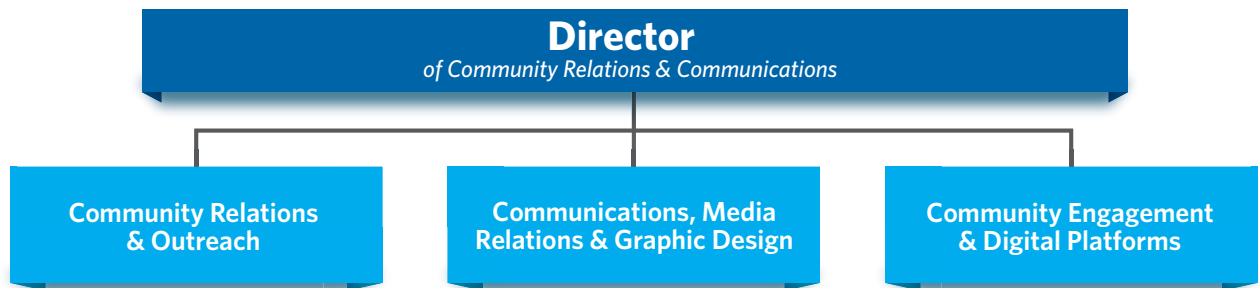 Director
of Community Relations & Communications
Community Relations
& Outreach
Communications, Media
Relations & Graphic Design
Community Engagement
& Digital Platforms